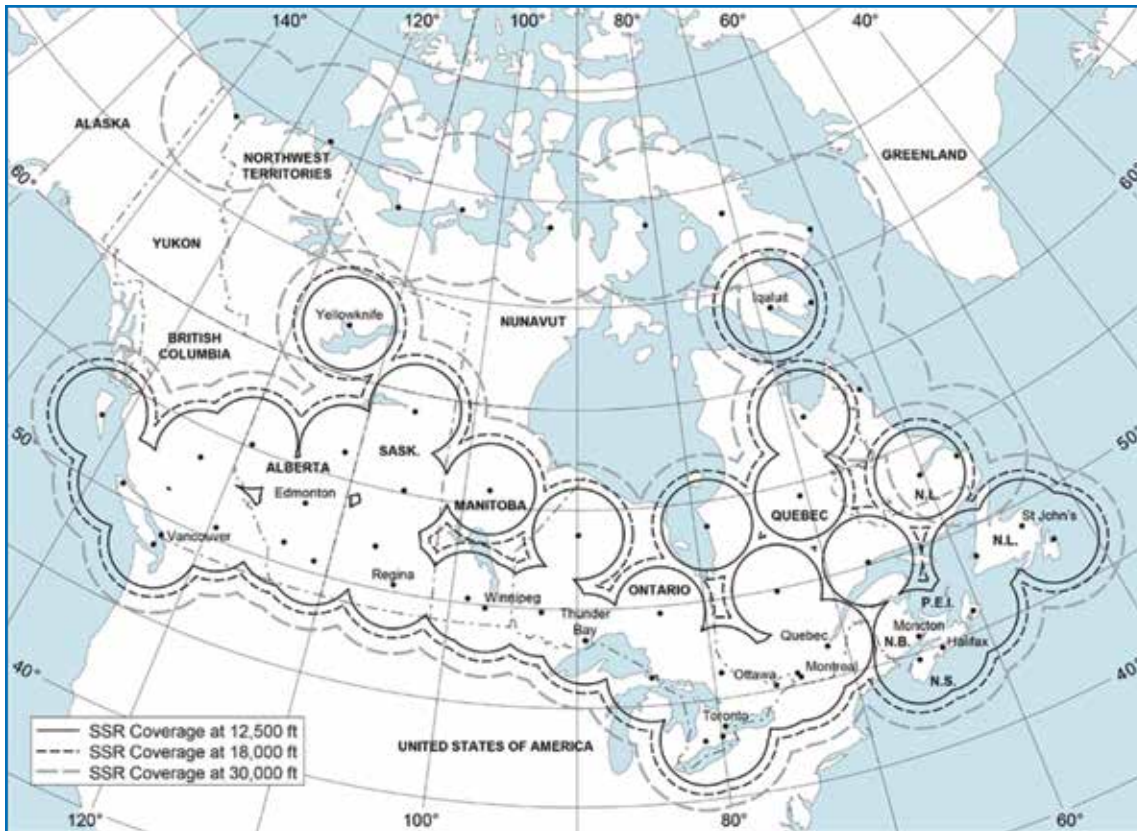 140°
120°
100°
80°
60°
40°
ALASKA
NORTHWEST
TERRITORIES
GREENLAND
60°
60°
YUKON
Yellowknife
Iqaluit
NUNAVUT
BRITISH
COLUMBIA
50°
50°
SASK.
ALBERTA
Edmonton
MANITOBA
QUEBEC
N.L.
St John's
N.L.
Vancouver
Regina
Winnipeg
ONTARIO
Thunder
Bay
P.E.I.
Moncton
N.B.
Halifax
Quebec
Montreal
Ottawa
N.S.
40°
40°
Toronto
SSR Coverage at 12,500 ft
SSR Coverage at 18,000 ft
SSR Coverage at 30,000 ft
UNITED STATES OF AMERICA
120°
100°
80°
60°